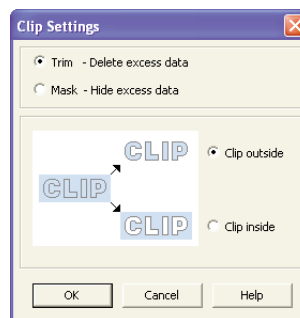 Clip Settings
Trim - Delete excess data
Mask - Hide excess data
CLIP
Clip outside
CLIP
CLIP
Clip inside
OK Cancel Help